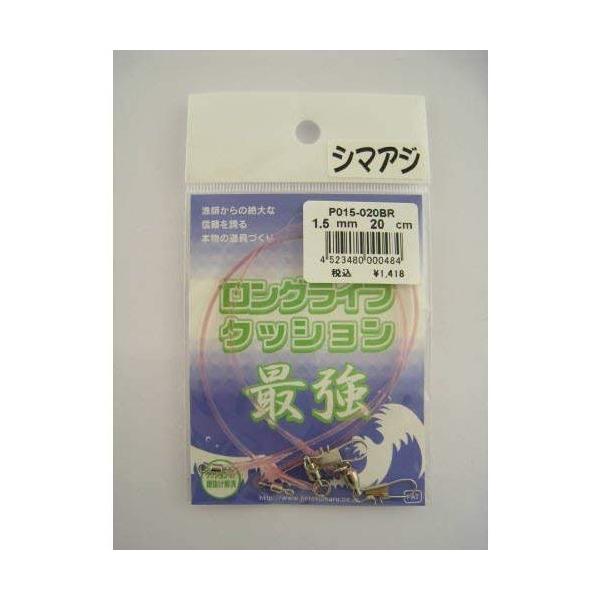 シマアジ
P015-020BR
1.5 mm 20 cm
4 523480 000484
税込 ¥1,418
漁師からの絶大な
信頼を誇る
本物の道具づくり
ロングライフ
クッション
最強
PAT